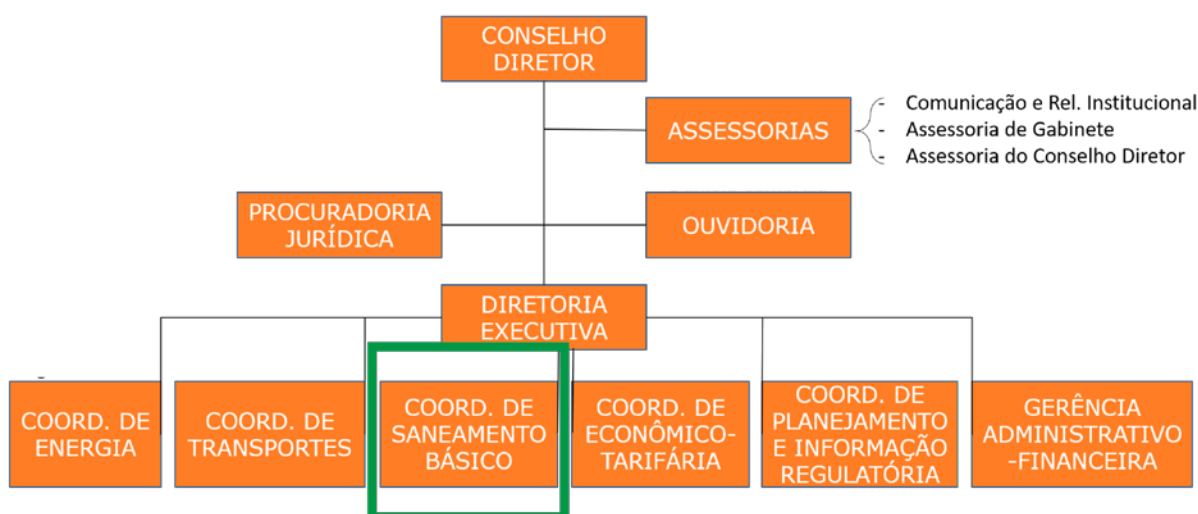 CONSELHO
DIRETOR
ASSESSORIAS
- Comunicação e Rel. Institucional
- Assessoria de Gabinete
- Assessoria do Conselho Diretor
PROCURADORIA
JURÍDICA
OUVIDORIA
DIRETORIA
EXECUTIVA
COORD. DE
ENERGIA
COORD. DE
TRANSPORTES
COORD. DE
SANEAMENTO
BÁSICO
COORD. DE
ECONÔMICO-
TARIFÁRIA
COORD. DE
PLANEJAMENTO
E INFORMAÇÃO
REGULATÓRIA
GERÊNCIA
ADMINISTRATIVO
-FINANCEIRA